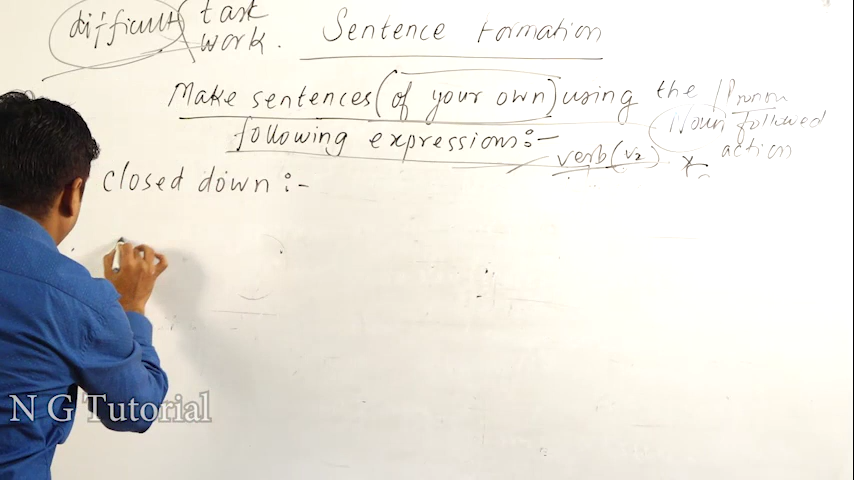 difficult task
work.
Sentence Formation
Make sentences (of your own) using the
following expressions:-
/Pronoun
Noun followed
verb (v2). action
closed down :-
N G Tutorial